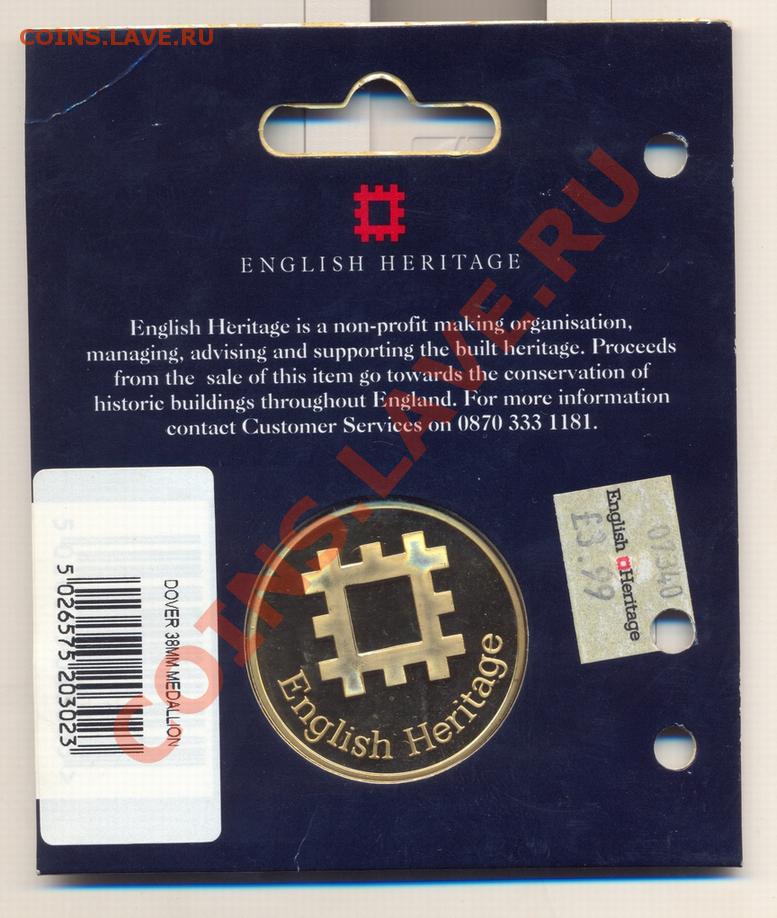 COINS.LAVE.RU
ENGLISH HERITAGE
English Heritage is a non-profit making organisation,
managing, advising and supporting the built heritage. Proceeds
from the sale of this item go towards the conservation of
historic buildings throughout England. For more information
contact Customer Services on 0870 333 1181.
COINS.LAVE.RU
DOVER 38MM MEDALLION
5 026575 203023
English Heritage
07340
English Heritage
£3.99